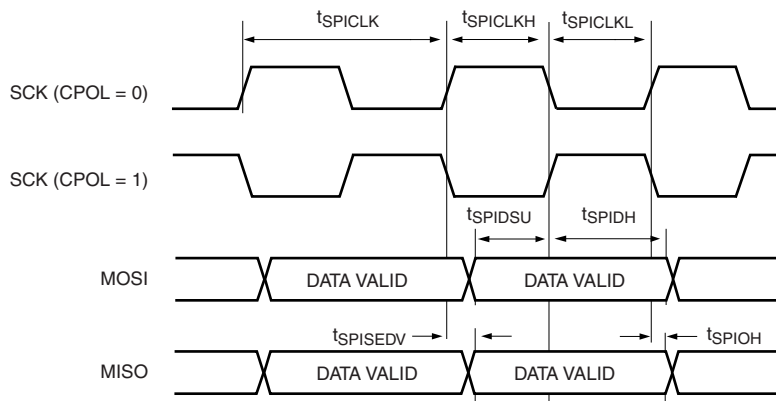 tSPICLK tSPICLKH tSPICLKL
SCK (CPOL = 0)
SCK (CPOL = 1)
tSPIDSU tSPIDH
MOSI DATA VALID DATA VALID
tSPISEDV tSPIOH
MISO DATA VALID DATA VALID